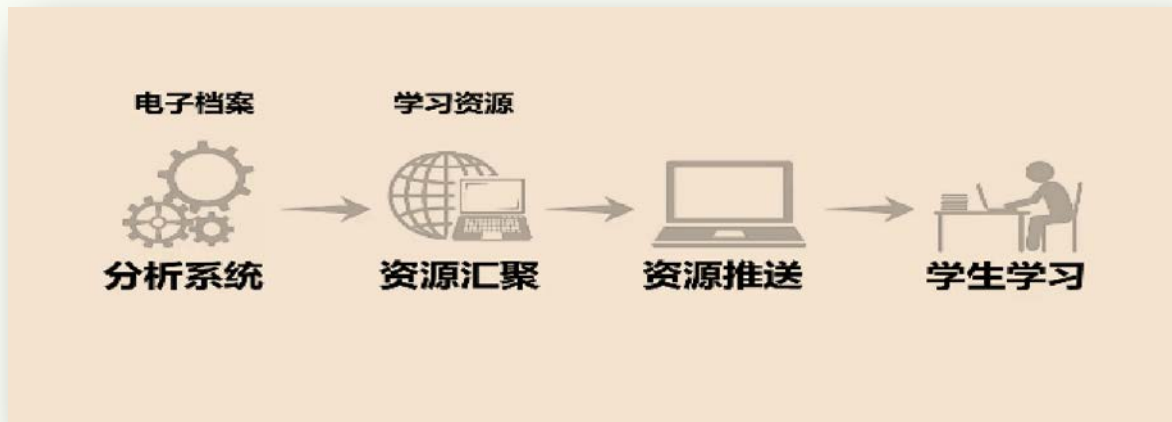 电子档案
学习资源
分析系统
资源汇聚
资源推送
学生学习